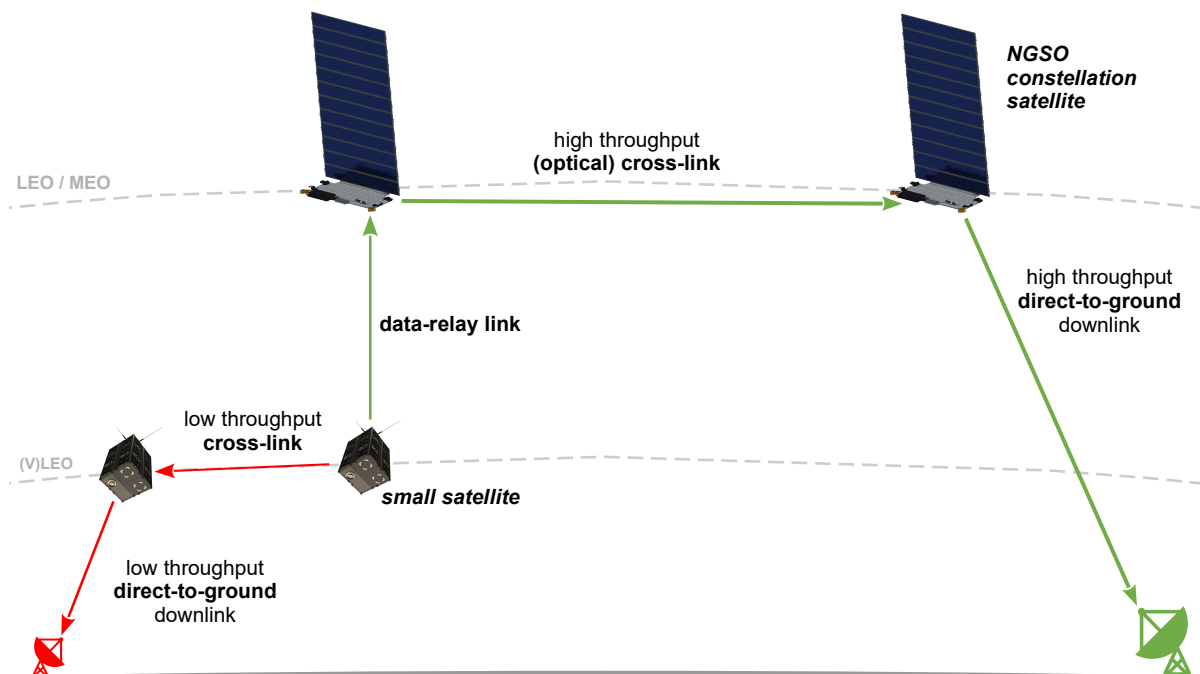 NGSO
constellation
satellite
high throughput
(optical) cross-link
LEO / MEO
high throughput
direct-to-ground
downlink
data-relay link
low throughput
cross-link
(V)LEO
small satellite
low throughput
direct-to-ground
downlink